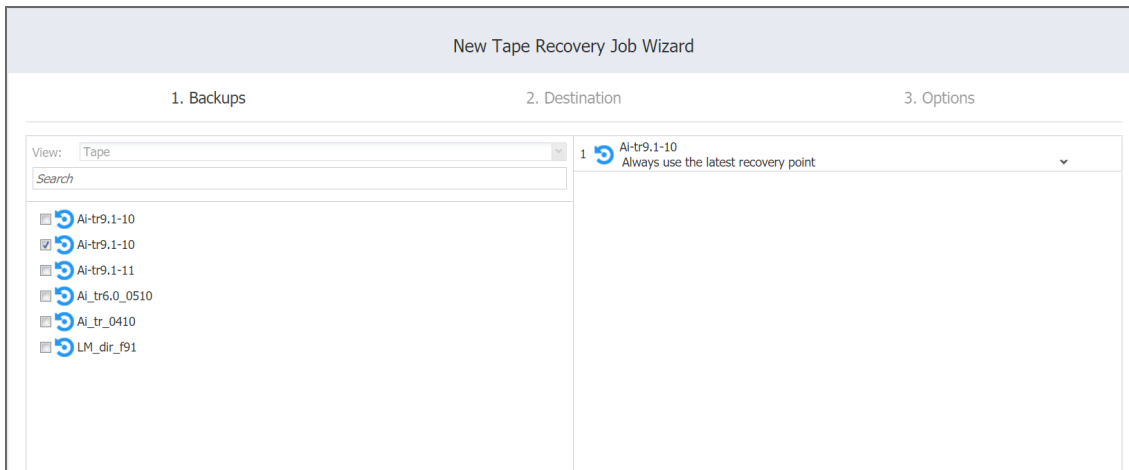 New Tape Recovery Job Wizard
1. Backups
2. Destination
3. Options
View: Tape
Search
Ai-tr9.1-10
Ai-tr9.1-10
Ai-tr9.1-11
Ai_tr6.0_0510
Ai_tr_0410
LM_dir_f91
1 Ai-tr9.1-10
Always use the latest recovery point